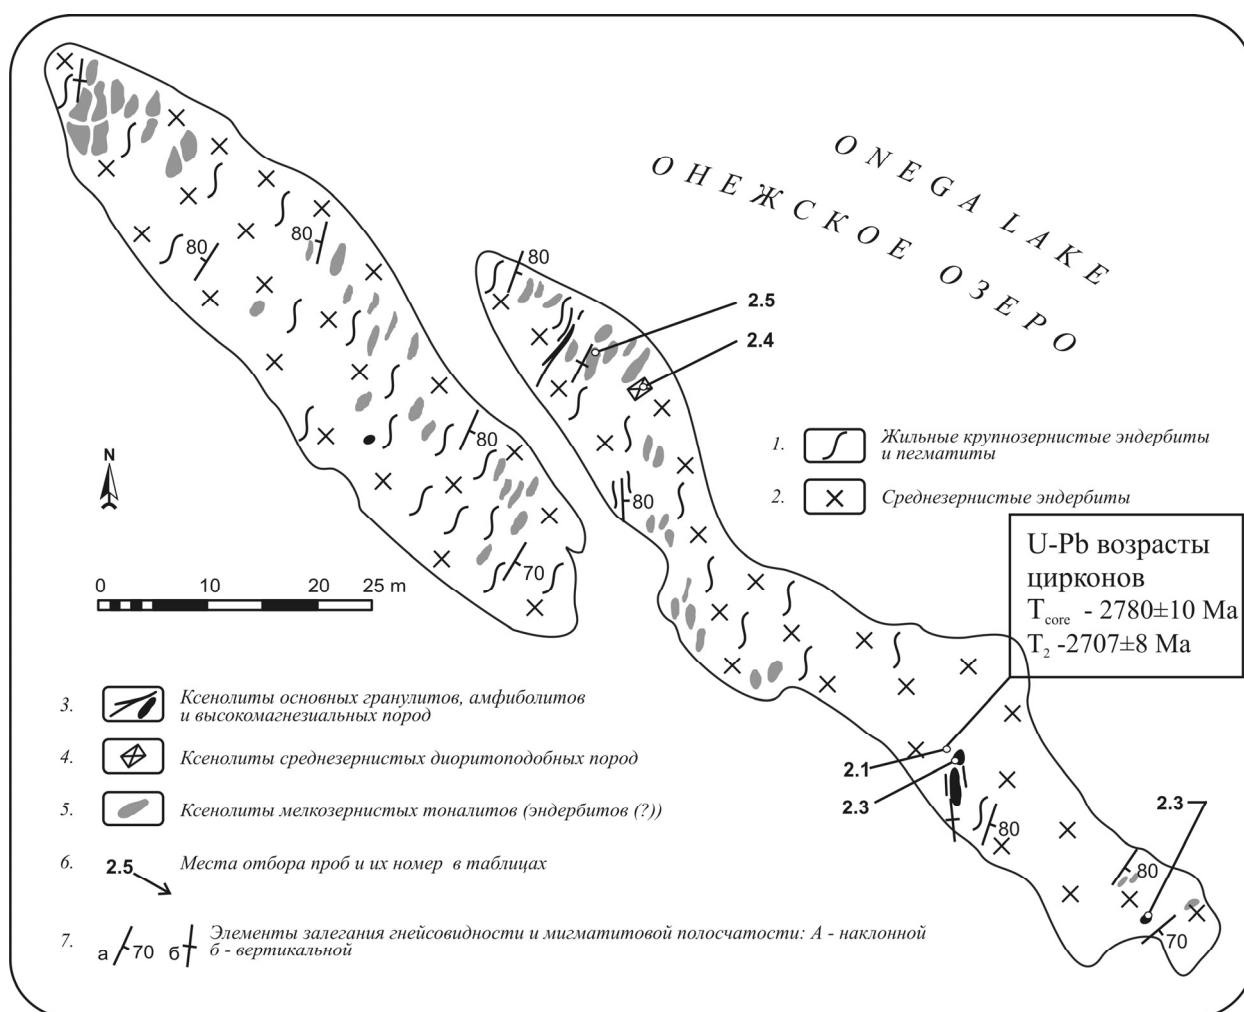 ONEGA LAKE
ОНЕЖСКОЕ ОЗЕРО
80
80
80
80
70
80
80
80
80
70
2.5
2.4
N
0 10 20 25 m
1. Жильные крупнозернистые эндербиты
и пегматиты
2. Среднезернистые эндербиты
U-Pb возрасты
цирконов
Tcore - 2780±10 Ma
T2 -2707±8 Ma
2.1
2.3
2.3
3. Ксенолиты основных гранулитов, амфиболитов
и высокомагнезиальных пород
4. Ксенолиты среднезернистых диоритоподобных пород
5. Ксенолиты мелкозернистых тоналитов (эндербитов (?))
6. 2.5 Места отбора проб и их номер в таблицах
7. а 70 б Элементы залегания гнейсовидности и мигматитовой полосчатости: А - наклонной
б - вертикальной